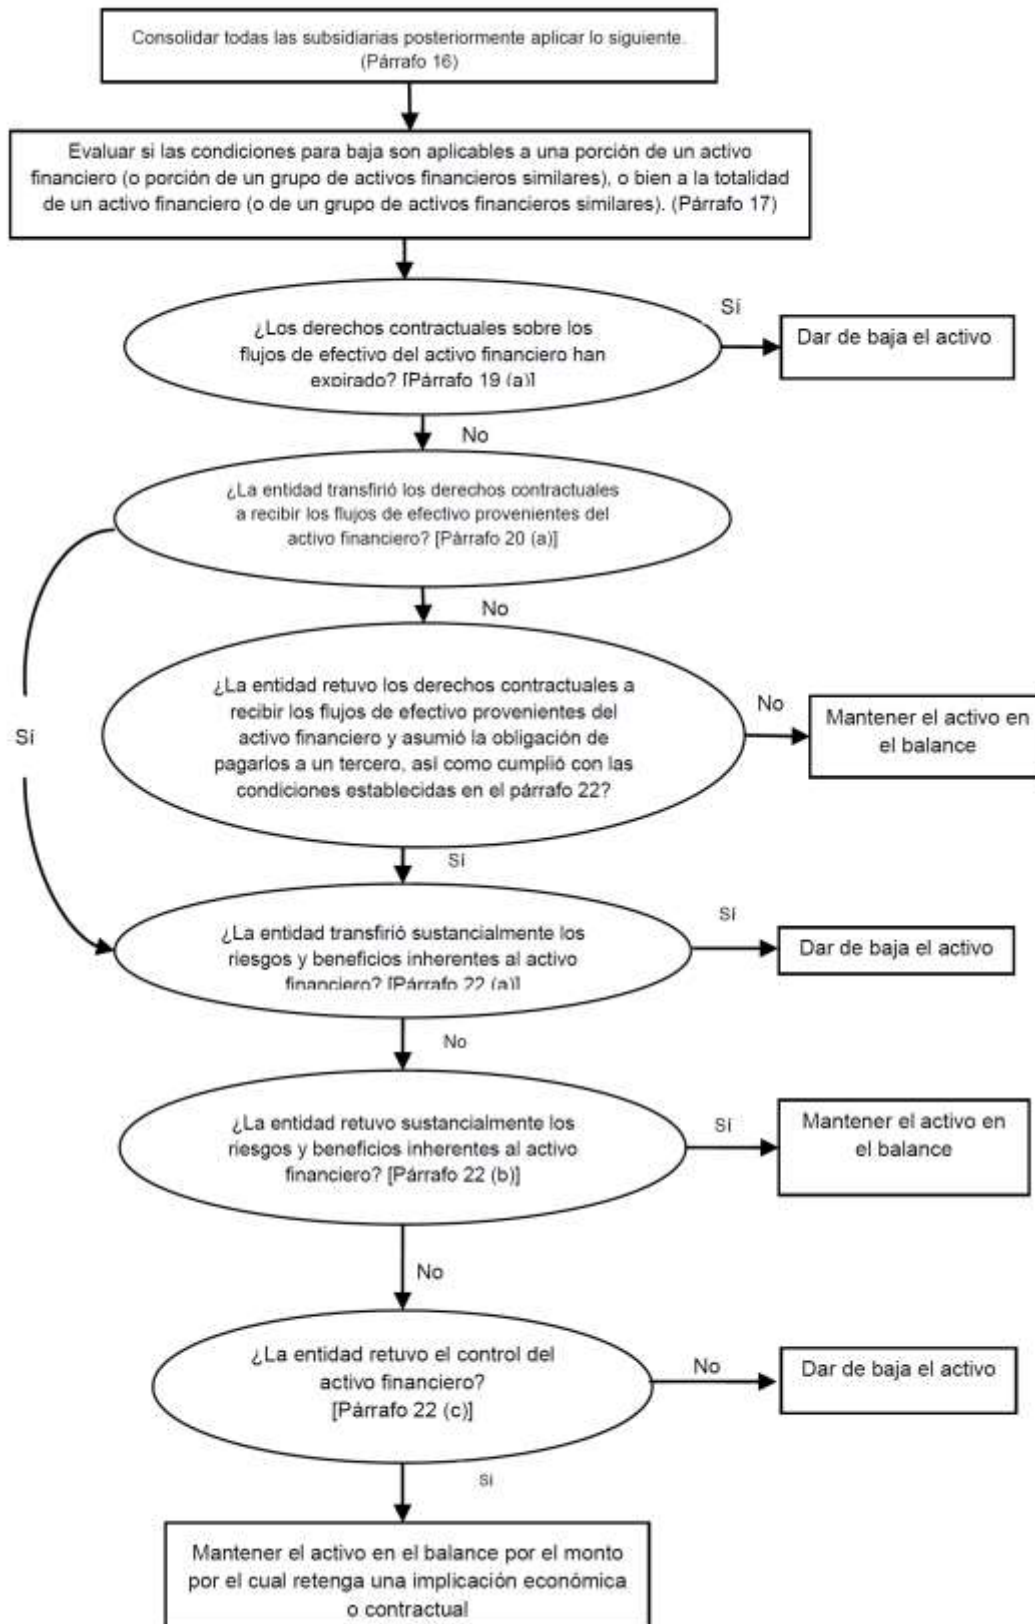 Consolidar todas las subsidiarias posteriormente aplicar lo siguiente.
(Párrafo 16)
Evaluar si las condiciones para baja son aplicables a una porción de un activo
financiero (o porción de un grupo de activos financieros similares), o bien a la totalidad
de un activo financiero (o de un grupo de activos financieros similares). (Párrafo 17)
¿Los derechos contractuales sobre los
flujos de efectivo del activo financiero han
expirado? [Párrafo 19 (a)]
Sí
Dar de baja el activo
No
¿La entidad transfirió los derechos contractuales
a recibir los flujos de efectivo provenientes del
activo financiero? [Párrafo 20 (a)]
No
Sí
¿La entidad retuvo los derechos contractuales a
recibir los flujos de efectivo provenientes del
activo financiero y asumió la obligación de
pagarlos a un tercero, así como cumplió con las
condiciones establecidas en el párrafo 22?
No
Mantener el activo en
el balance
Sí
¿La entidad transfirió sustancialmente los
riesgos y beneficios inherentes al activo
financiero? [Párrafo 22 (a)]
Sí
Dar de baja el activo
No
¿La entidad retuvo sustancialmente los
riesgos y beneficios inherentes al activo
financiero? [Párrafo 22 (b)]
Sí
Mantener el activo en
el balance
No
¿La entidad retuvo el control del
activo financiero?
[Párrafo 22 (c)]
No
Dar de baja el activo
Sí
Mantener el activo en el balance por el monto
por el cual retenga una implicación económica
o contractual